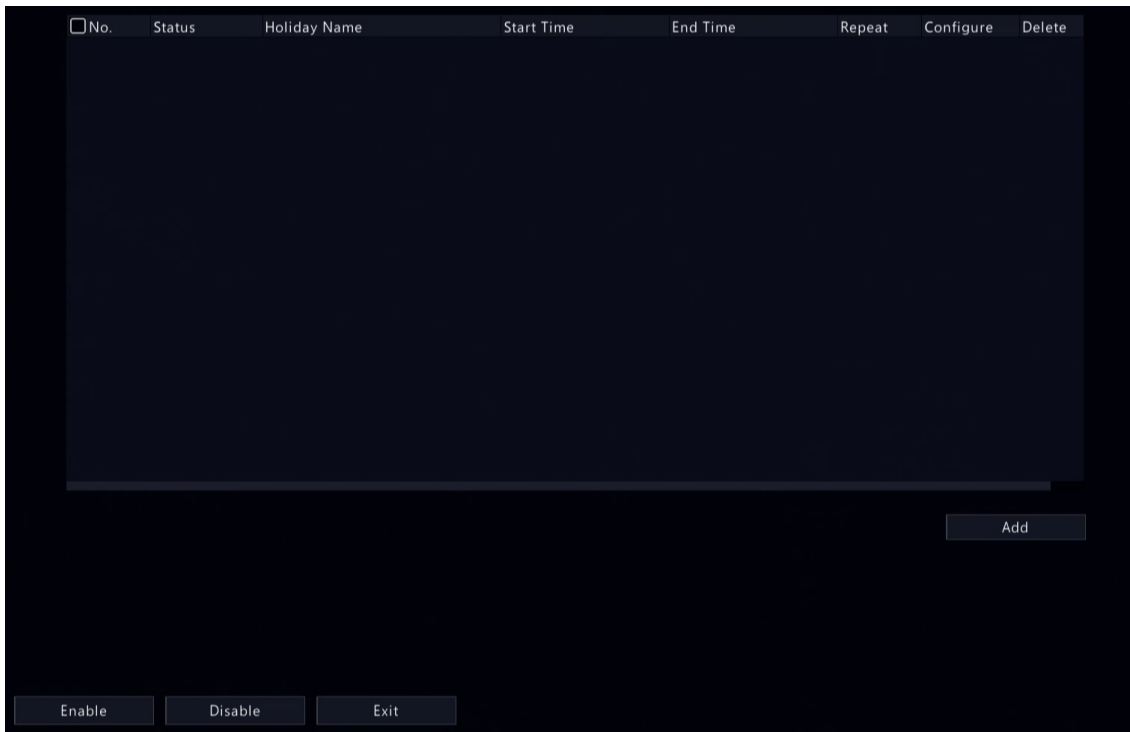 No. Status Holiday Name Start Time End Time Repeat Configure Delete
Add
Enable Disable Exit